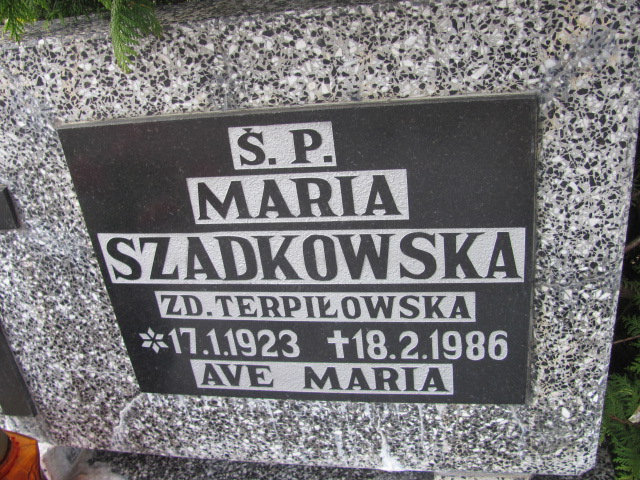 Ś. P.
MARIA
SZADKOWSKA
ZD. TERPIŁOWSKA
*17.1.1923 †18.2.1986
AVE MARIA